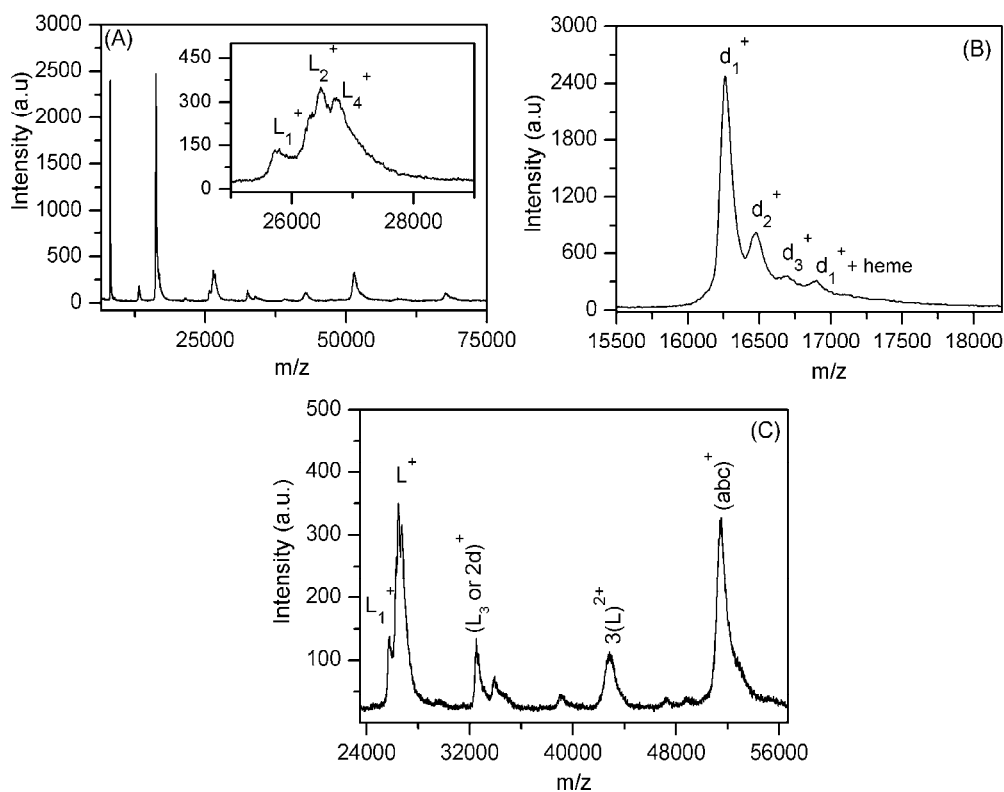 (A)
Intensity (a.u)
3000
2500
2000
1500
1000
500
0
25000 50000 75000
m/z
450
300
150
0
26000 28000
L₁⁺
L₂⁺
L₄⁺
(B)
Intensity (a.u)
3000
2400
1800
1200
600
300
15500 16000 16500 17000 17500 18000
m/z
d₁⁺
d₂⁺
d₃⁺
d₁⁺ + heme
(C)
Intensity (a.u.)
500
400
300
200
100
24000 32000 40000 48000 56000
m/z
L₁⁺
L⁺
(L₃ or 2d)⁺
3(L)²⁺
(abc)⁺